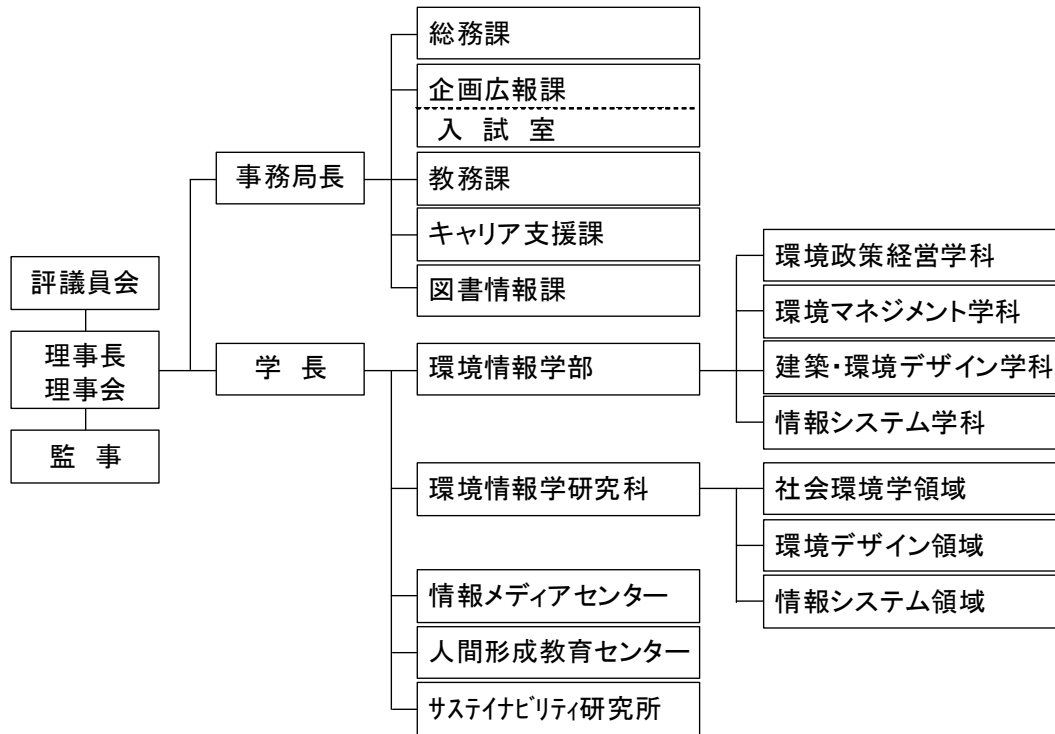 評議員会
理事長
理事会
監 事
事務局長
学 長
総務課
企画広報課
入 試 室
教務課
キャリア支援課
図書情報課
環境情報学部
環境情報学研究科
情報メディアセンター
人間形成教育センター
ｻｽﾃｲﾅﾋﾞﾘﾃｨ研究所
環境政策経営学科
環境マネジメント学科
建築・環境デザイン学科
情報システム学科
社会環境学領域
環境デザイン領域
情報システム領域